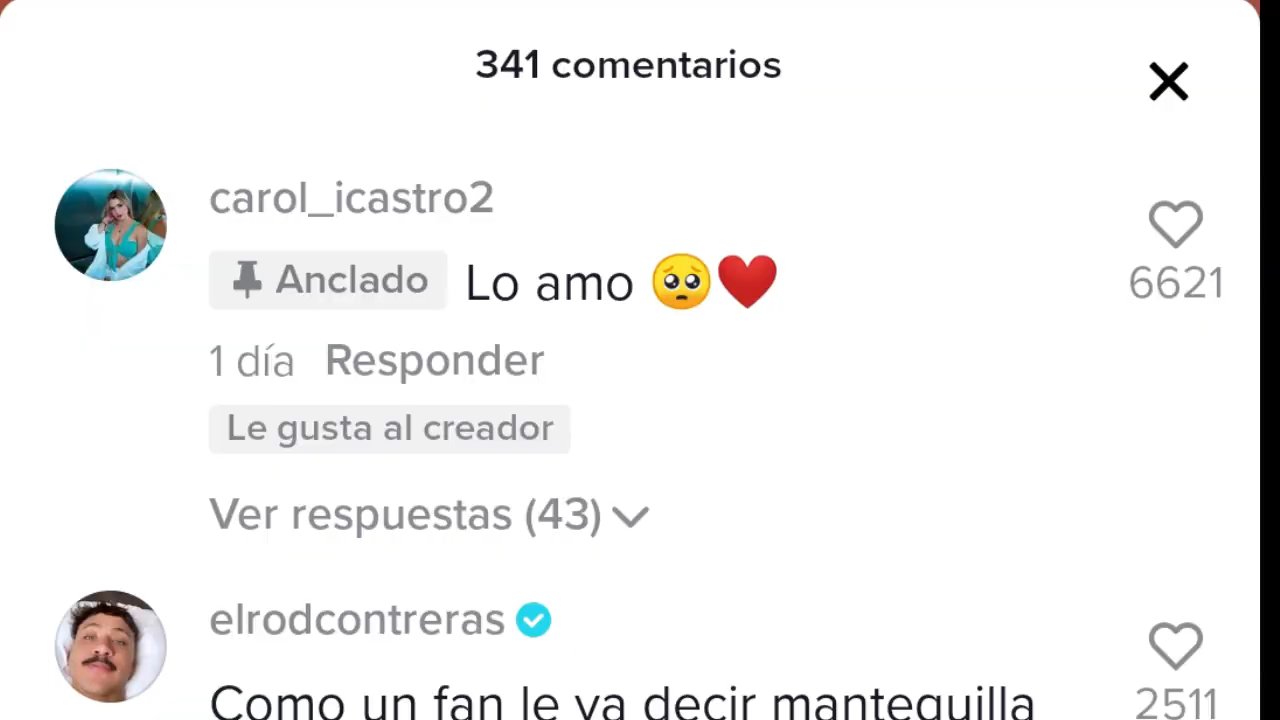 341 comentarios
carol_icastro2
Anclado Lo amo 🥺❤️
6621
1 día Responder
Le gusta al creador
Ver respuestas (43)
elrodcontreras
Como un fan le va decir mantequilla
2511